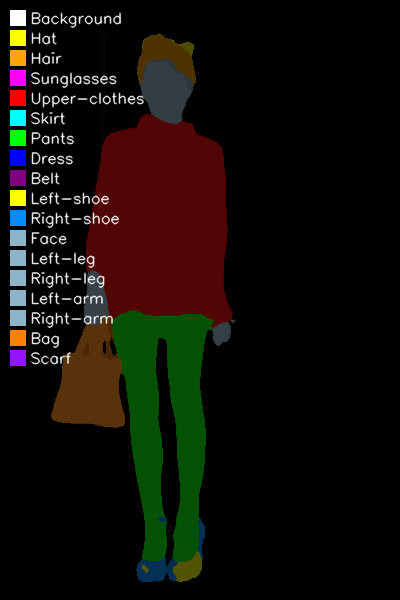 Background
Hat
Hair
Sunglasses
Upper-clothes
Skirt
Pants
Dress
Belt
Left-shoe
Right-shoe
Face
Left-leg
Right-leg
Left-arm
Right-arm
Bag
Scarf